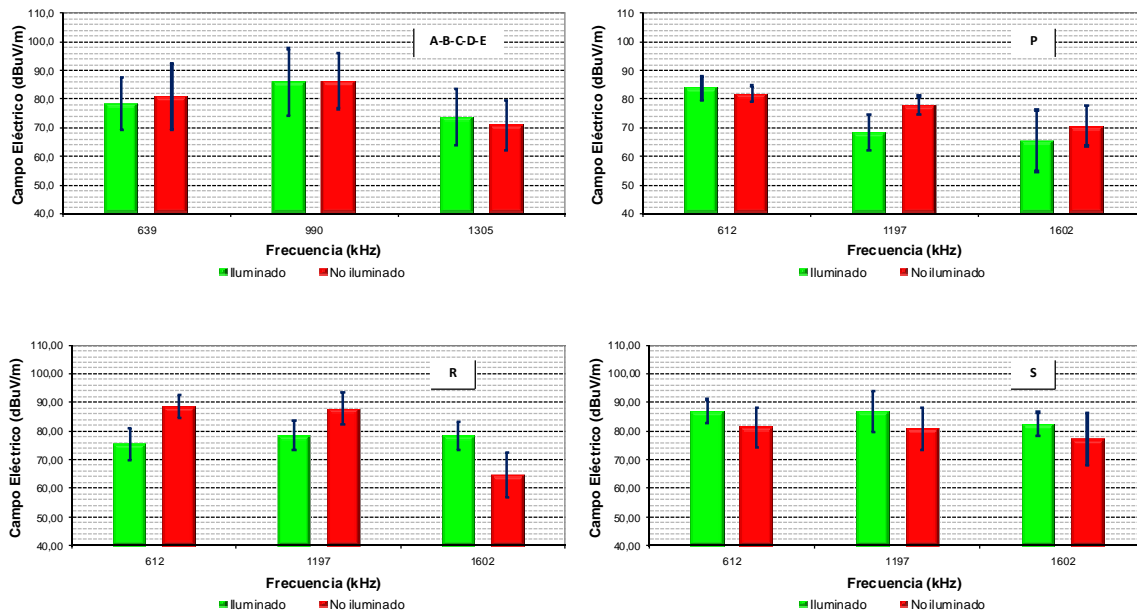 A-B-C-D-E
Campo Eléctrico (dBuV/m)
110,0
100,0
90,0
80,0
70,0
60,0
50,0
40,0
639 990 1305
Frecuencia (kHz)
Iluminado No iluminado
P
Campo Eléctrico (dBuV/m)
110
100
90
80
70
60
50
40
612 1197 1602
Frecuencia (kHz)
Iluminado No iluminado
R
Campo Eléctrico (dBuV/m)
110,00
100,00
90,00
80,00
70,00
60,00
50,00
40,00
612 1197 1602
Frecuencia (kHz)
Iluminado No iluminado
S
Campo Eléctrico (dBuV/m)
110,00
100,00
90,00
80,00
70,00
60,00
50,00
40,00
612 1197 1602
Frecuencia (kHz)
Iluminado No iluminado